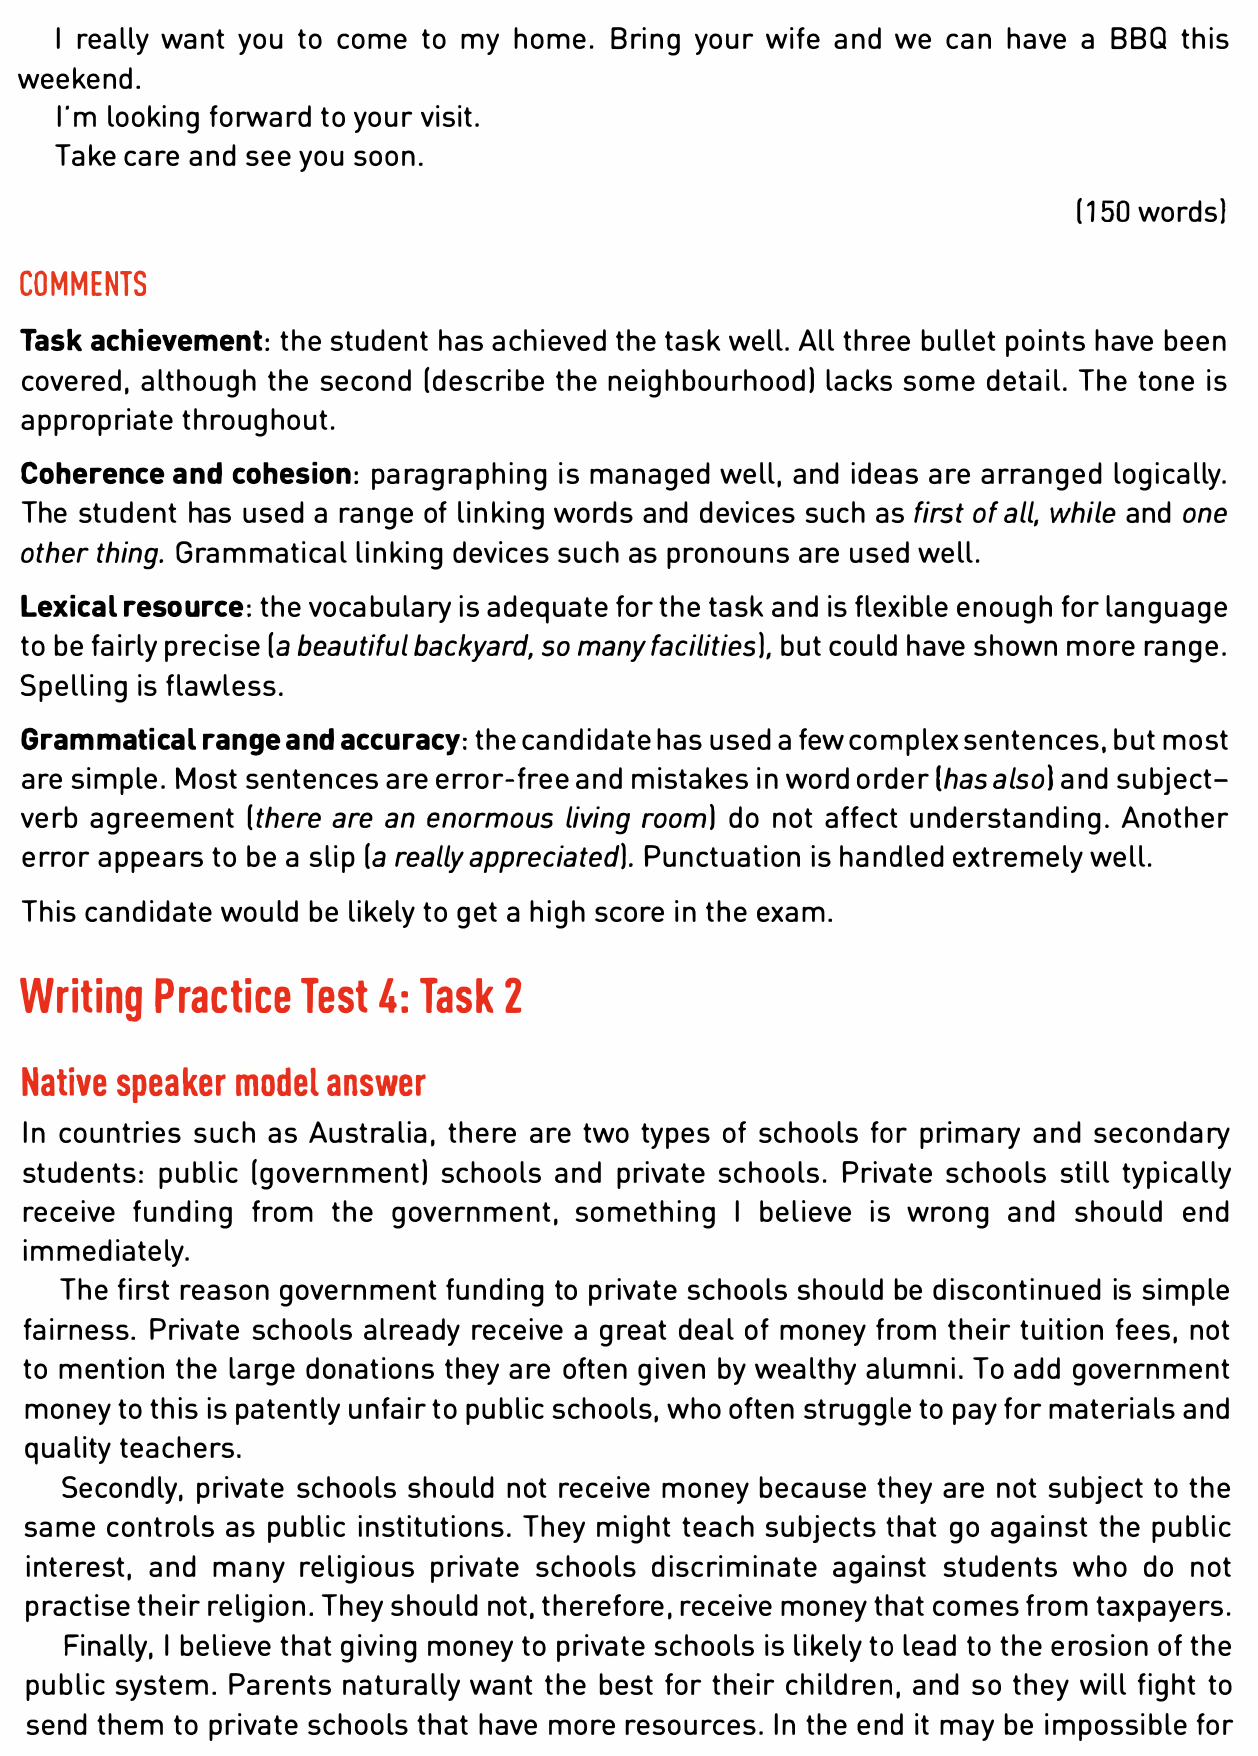 I really want you to come to my home. Bring your wife and we can have a BBQ this
weekend.
I'm looking forward to your visit.
Take care and see you soon.
(150 words)
COMMENTS
Task achievement: the student has achieved the task well. All three bullet points have been
covered, although the second (describe the neighbourhood) lacks some detail. The tone is
appropriate throughout.
Coherence and cohesion: paragraphing is managed well, and ideas are arranged logically.
The student has used a range of linking words and devices such as first of all, while and one
other thing. Grammatical linking devices such as pronouns are used well.
Lexical resource: the vocabulary is adequate for the task and is flexible enough for language
to be fairly precise (a beautiful backyard, so many facilities), but could have shown more range.
Spelling is flawless.
Grammatical range and accuracy: the candidate has used a few complex sentences, but most
are simple. Most sentences are error-free and mistakes in word order (has also) and subject–
verb agreement (there are an enormous living room) do not affect understanding. Another
error appears to be a slip (a really appreciated). Punctuation is handled extremely well.
This candidate would be likely to get a high score in the exam.
Writing Practice Test 4: Task 2
Native speaker model answer
In countries such as Australia, there are two types of schools for primary and secondary
students: public (government) schools and private schools. Private schools still typically
receive funding from the government, something I believe is wrong and should end
immediately.
The first reason government funding to private schools should be discontinued is simple
fairness. Private schools already receive a great deal of money from their tuition fees, not
to mention the large donations they are often given by wealthy alumni. To add government
money to this is patently unfair to public schools, who often struggle to pay for materials and
quality teachers.
Secondly, private schools should not receive money because they are not subject to the
same controls as public institutions. They might teach subjects that go against the public
interest, and many religious private schools discriminate against students who do not
practise their religion. They should not, therefore, receive money that comes from taxpayers.
Finally, I believe that giving money to private schools is likely to lead to the erosion of the
public system. Parents naturally want the best for their children, and so they will fight to
send them to private schools that have more resources. In the end it may be impossible for